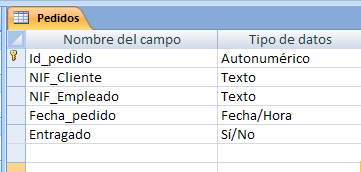 Pedidos
Nombre del campo Tipo de datos
Id_pedido Autonumérico
NIF_Cliente Texto
NIF_Empleado Texto
Fecha_pedido Fecha/Hora
Entragado Sí/No